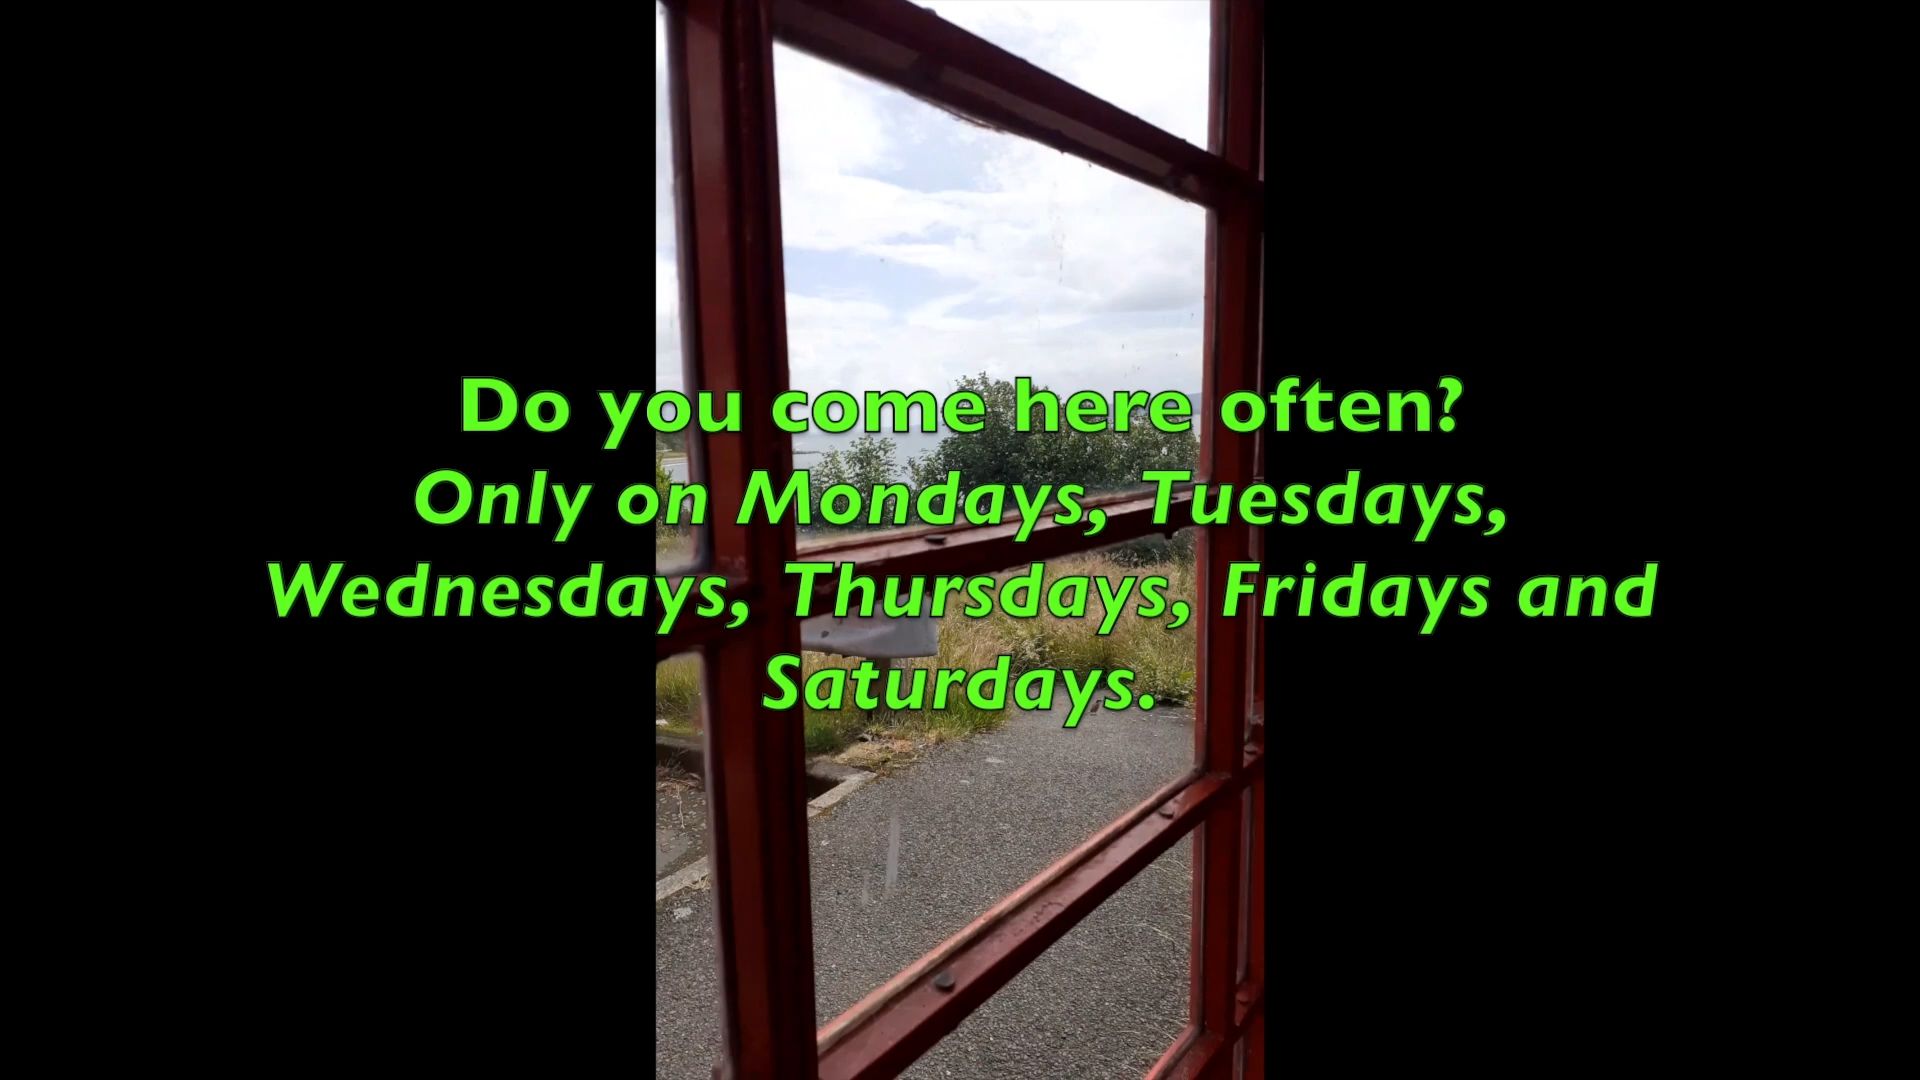 Do you come here often?
Only on Mondays, Tuesdays,
Wednesdays, Thursdays, Fridays and
Saturdays.